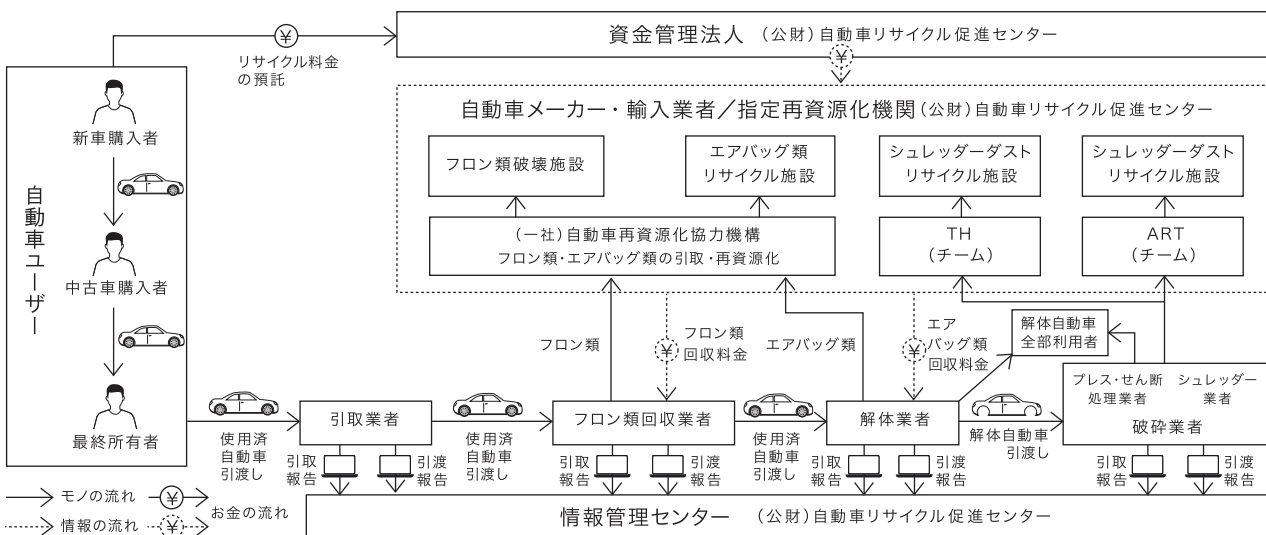 資金管理法人 (公財)自動車リサイクル促進センター
¥
リサイクル料金
の預託
¥
自動車ユーザー
新車購入者
中古車購入者
最終所有者
自動車メーカー・輸入業者／指定再資源化機関(公財)自動車リサイクル促進センター
フロン類破壊施設
エアバッグ類
リサイクル施設
シュレッダーダスト
リサイクル施設
シュレッダーダスト
リサイクル施設
(一社)自動車再資源化協力機構
フロン類・エアバッグ類の引取・再資源化
TH
(チーム)
ART
(チーム)
フロン類
¥
フロン類
回収料金
エアバッグ類
¥
エア
バッグ類
回収料金
解体自動車
全部利用者
使用済
自動車
引渡し
引取業者
使用済
自動車
引渡し
フロン類回収業者
使用済
自動車
引渡し
解体業者
解体自動車
引渡し
プレス・せん断
処理業者
シュレッダー
業者
破砕業者
引取
報告
引渡
報告
引取
報告
引渡
報告
引取
報告
引渡
報告
引取
報告
引渡
報告
モノの流れ
情報の流れ
¥
¥
お金の流れ
情報管理センター (公財)自動車リサイクル促進センター